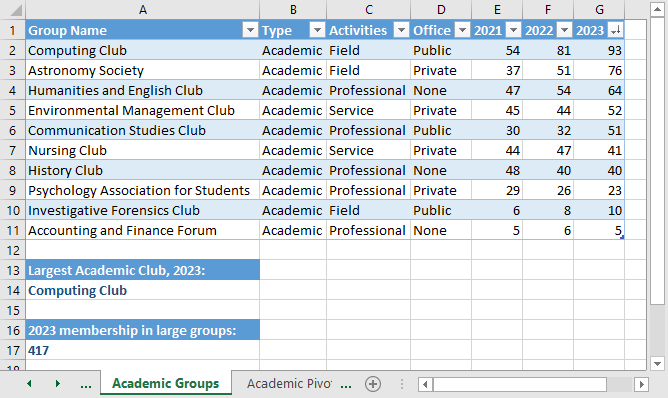 A B C D E F G
1 Group Name Type Activities Office 2021 2022 2023
2 Computing Club Academic Field Public 54 81 93
3 Astronomy Society Academic Field Private 37 51 76
4 Humanities and English Club Academic Professional None 47 54 64
5 Environmental Management Club Academic Service Private 45 44 52
6 Communication Studies Club Academic Professional Public 30 32 51
7 Nursing Club Academic Service Private 44 47 41
8 History Club Academic Professional None 48 40 40
9 Psychology Association for Students Academic Professional Private 29 26 23
10 Investigative Forensics Club Academic Field Public 6 8 10
11 Accounting and Finance Forum Academic Professional None 5 6 5
12
13 Largest Academic Club, 2023:
14 Computing Club
15
16 2023 membership in large groups:
17 417
18
... Academic Groups Academic Pivo ...